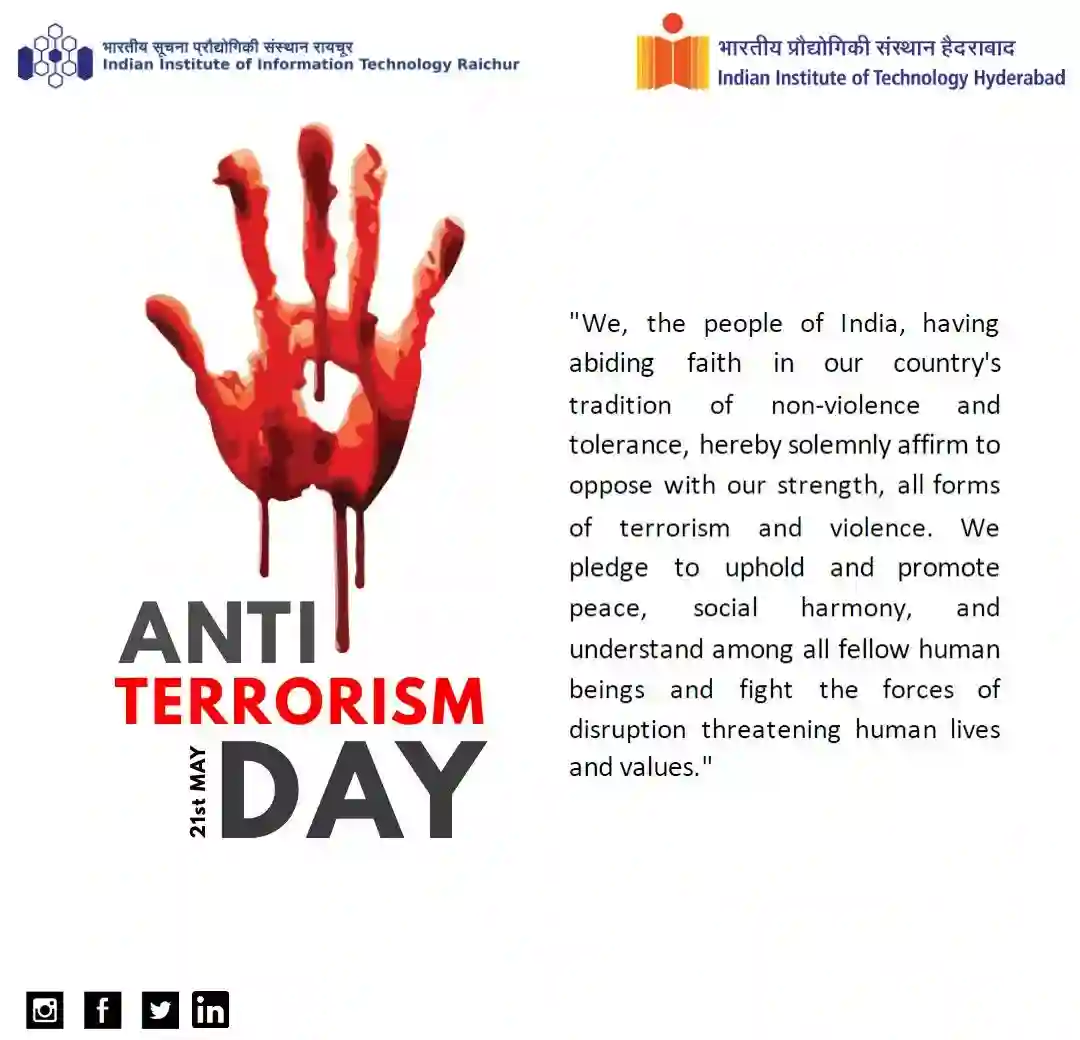 भारतीय सूचना प्रौद्योगिकी संस्थान रायचूर
Indian Institute of Information Technology Raichur
भारतीय प्रौद्योगिकी संस्थान हैदराबाद
Indian Institute of Technology Hyderabad
ANTI
TERRORISM
21st MAY
DAY
"We, the people of India, having
abiding faith in our country's
tradition of non-violence and
tolerance, hereby solemnly affirm to
oppose with our strength, all forms
of terrorism and violence. We
pledge to uphold and promote
peace, social harmony, and
understand among all fellow human
beings and fight the forces of
disruption threatening human lives
and values."